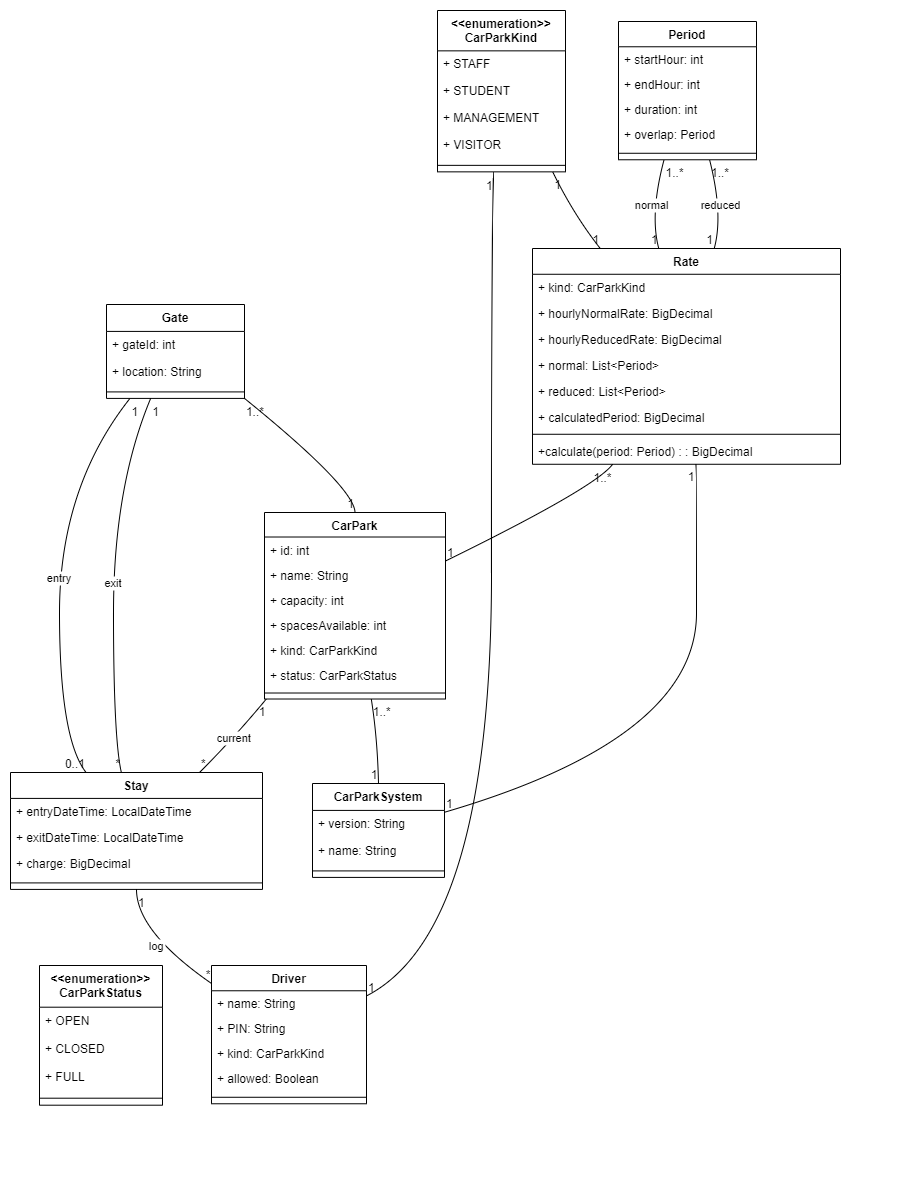 <<enumeration>>
CarParkKind
+ STAFF
+ STUDENT
+ MANAGEMENT
+ VISITOR
1
1
Period
+ startHour: int
+ endHour: int
+ duration: int
+ overlap: Period
1..*
1..*
normal
reduced
1
1
1
Rate
+ kind: CarParkKind
+ hourlyNormalRate: BigDecimal
+ hourlyReducedRate: BigDecimal
+ normal: List<Period>
+ reduced: List<Period>
+ calculatedPeriod: BigDecimal
+calculate(period: Period) : : BigDecimal
1..*
1
Gate
+ gateId: int
+ location: String
1
1
1..*
entry
exit
1
CarPark
+ id: int
+ name: String
+ capacity: int
+ spacesAvailable: int
+ kind: CarParkKind
+ status: CarParkStatus
1
1
1..*
current
0..1
*
*
1
Stay
+ entryDateTime: LocalDateTime
+ exitDateTime: LocalDateTime
+ charge: BigDecimal
1
log
*
CarParkSystem
+ version: String
+ name: String
1
<<enumeration>>
CarParkStatus
+ OPEN
+ CLOSED
+ FULL
Driver
+ name: String
+ PIN: String
+ kind: CarParkKind
+ allowed: Boolean
1